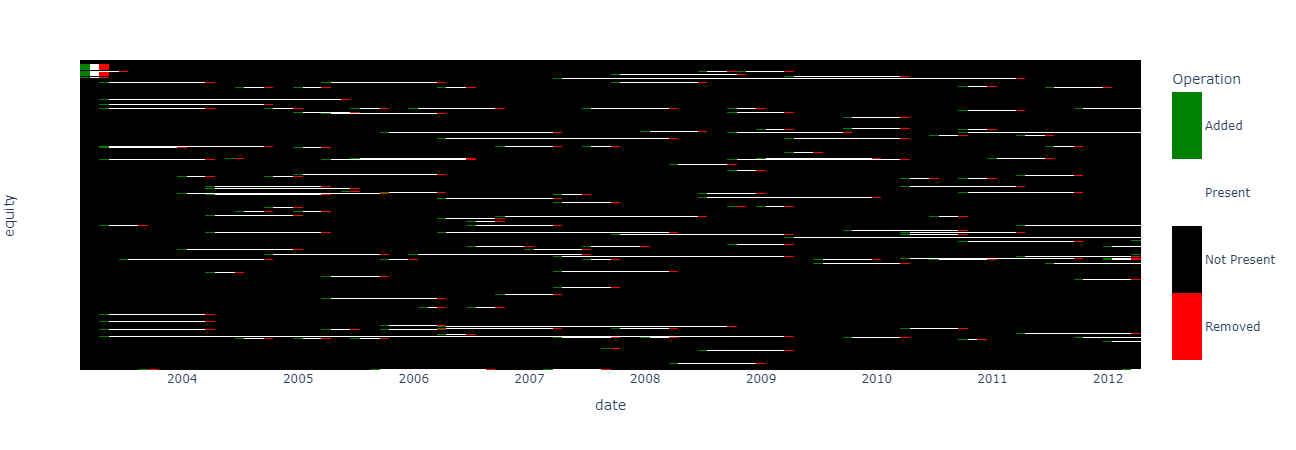 Operation
Added
Present
Not Present
Removed
equity
2004 2005 2006 2007 2008 2009 2010 2011 2012
date